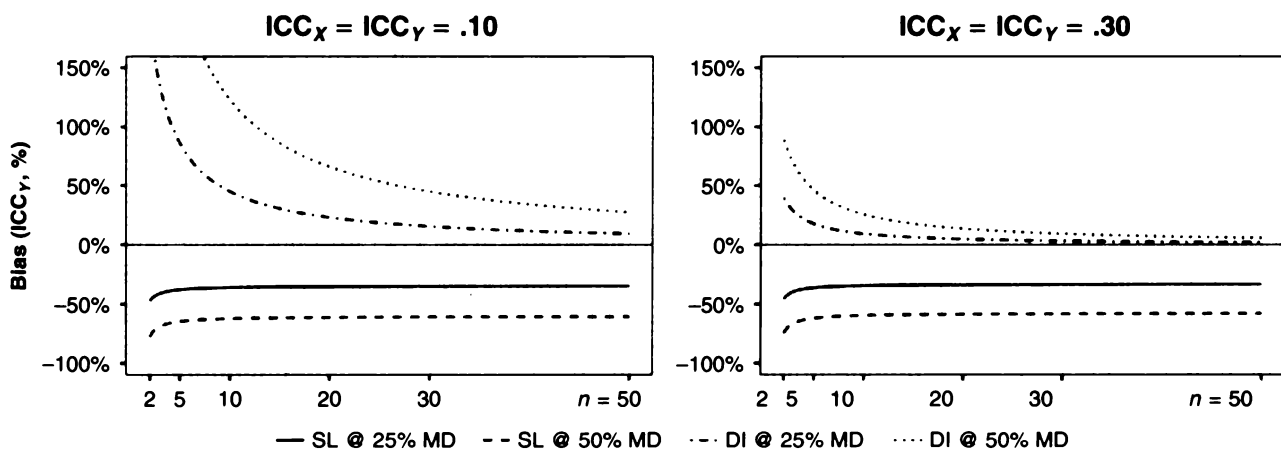 ICC_X = ICC_Y = .10
ICC_X = ICC_Y = .30
Bias (ICC_Y, %)
150%
100%
50%
0%
−50%
−100%
150%
100%
50%
0%
−50%
−100%
2 5 10 20 30 n = 50
2 5 10 20 30 n = 50
SL @ 25% MD SL @ 50% MD DI @ 25% MD DI @ 50% MD